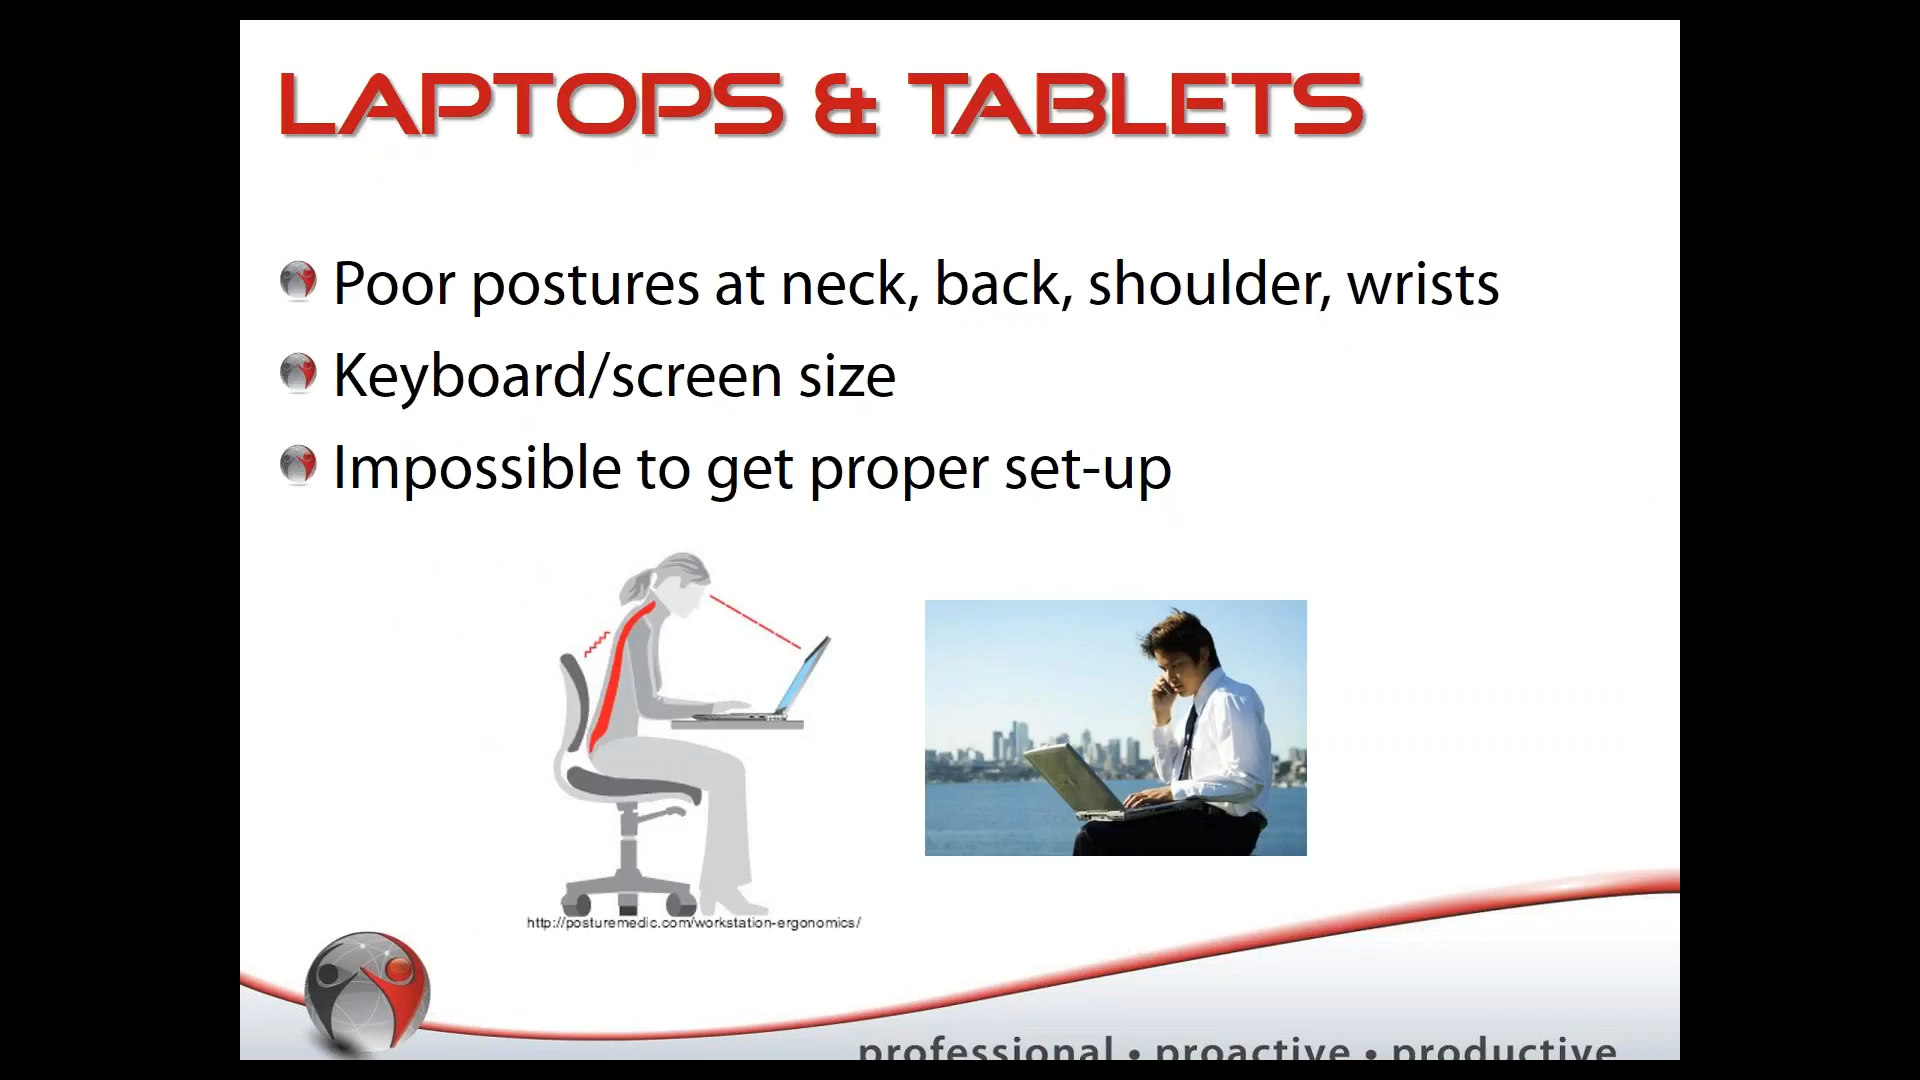 LAPTOPS & TABLETS
Poor postures at neck, back, shoulder, wrists
Keyboard/screen size
Impossible to get proper set-up
http://posturemedic.com/workstation-ergonomics/
professional • proactive • productive